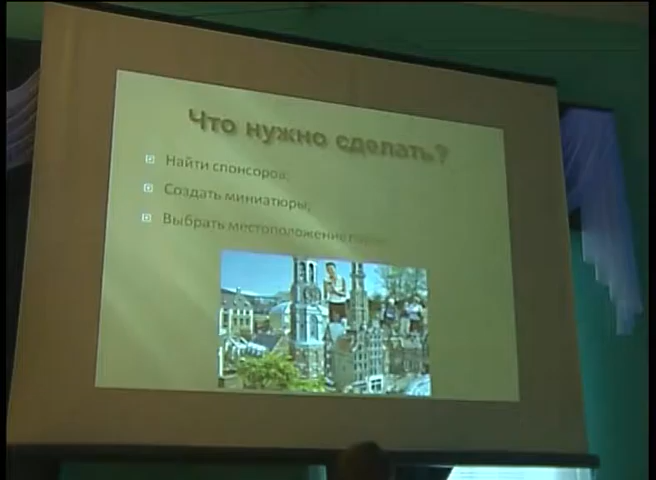 Что нужно сделать?
Найти спонсоров;
Создать миниатюры;
Выбрать местоположение